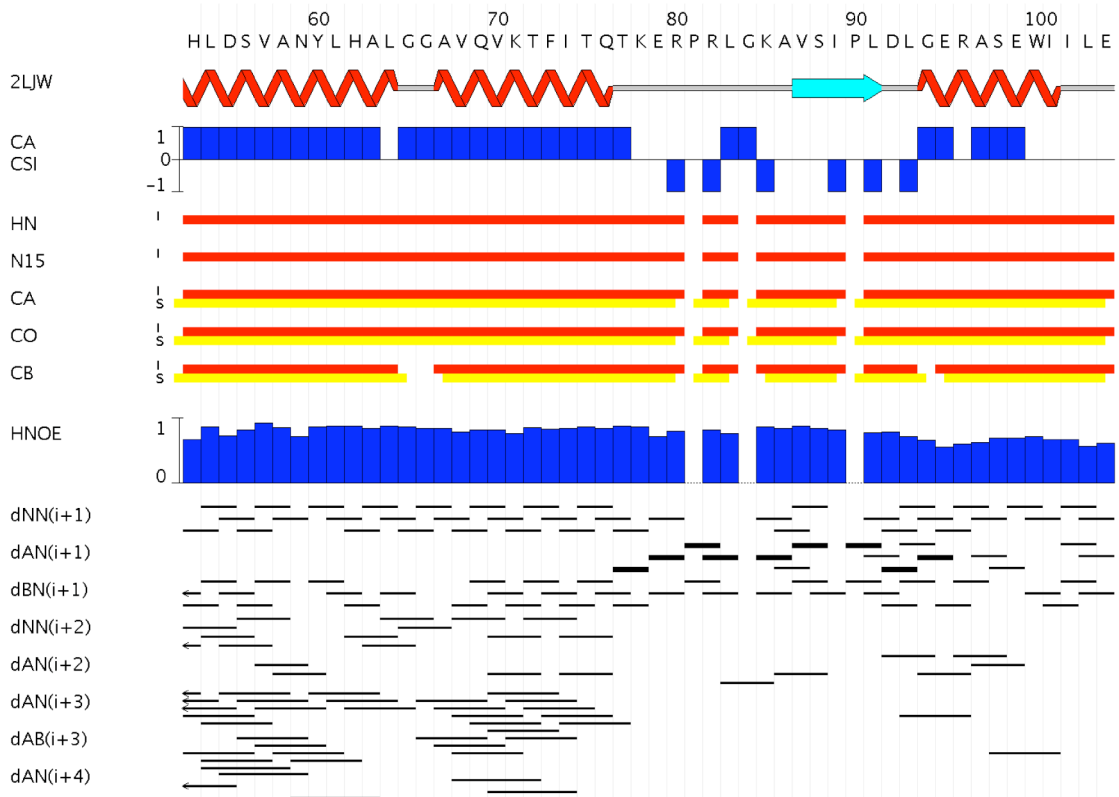 60 70 80 90 100
H L D S V A N Y L H A L G G A V Q V K T F I T Q T K E R P R L G K A V S I P L D L G E R A S E W I I L E
2LJW
CA
CSI
1
0
-1
HN I
N15 I
CA I S
CO I S
CB I S
HNOE
1
0
dNN(i+1)
dAN(i+1)
dBN(i+1)
dNN(i+2)
dAN(i+2)
dAN(i+3)
dAB(i+3)
dAN(i+4)